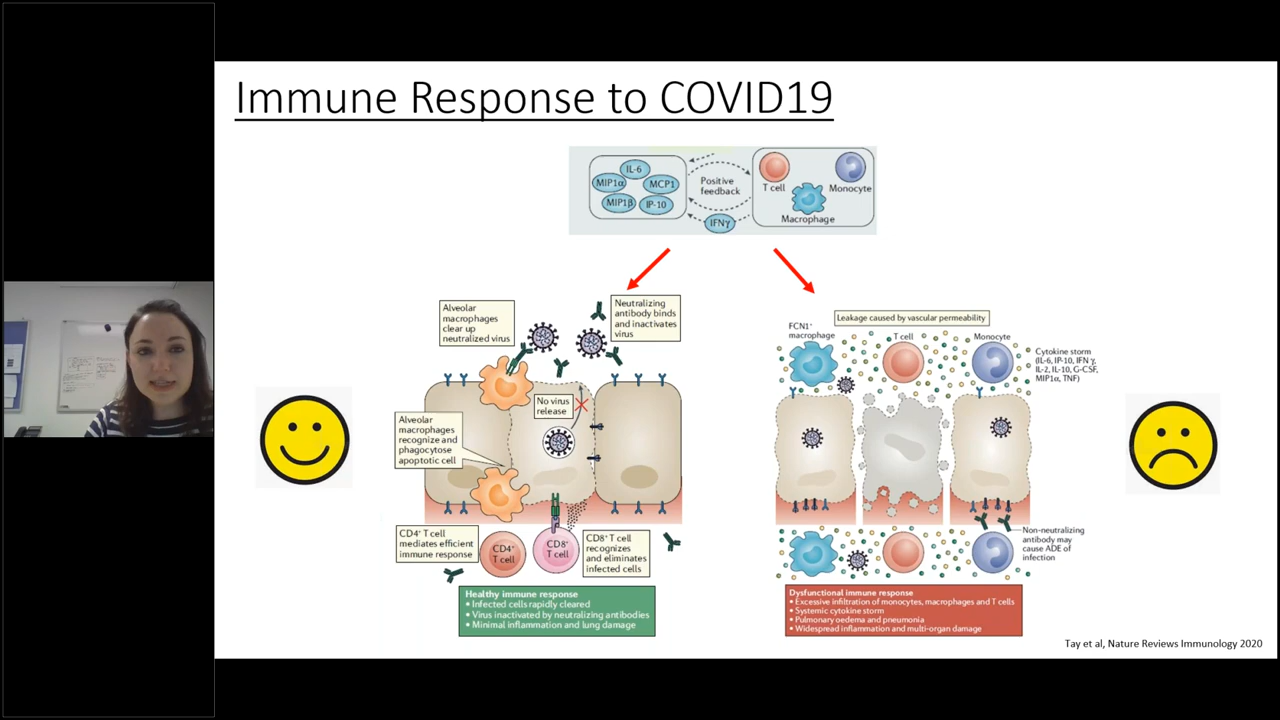 Immune Response to COVID19
IL-6
MIP1α
MCP1
MIP1β
IP-10
Positive
feedback
IFNγ
T cell
Monocyte
Macrophage
Alveolar
macrophages
clear up
neutralized virus
Neutralizing
antibody binds
and inactivates
virus
No virus
release
Alveolar
macrophages
recognize and
phagocytose
apoptotic cell
CD4⁺ T cell
mediates efficient
immune response
CD4⁺
T cell
CD8⁺
T cell
CD8⁺ T cell
recognizes
and eliminates
infected cells
Healthy immune response
• Infected cells rapidly cleared
• Virus inactivated by neutralizing antibodies
• Minimal inflammation and lung damage
Leakage caused by vascular permeability
FCN1⁺
macrophage
T cell
Monocyte
Cytokine storm
(IL-6, IP-10, IFN γ,
IL-2, IL-10, G-CSF,
MIP1α, TNF)
Non-neutralizing
antibody may
cause ADE of
infection
Dysfunctional immune response
• Excessive infiltration of monocytes, macrophages and T cells
• Systemic cytokine storm
• Pulmonary oedema and pneumonia
• Widespread inflammation and multi-organ damage
Tay et al, Nature Reviews Immunology 2020